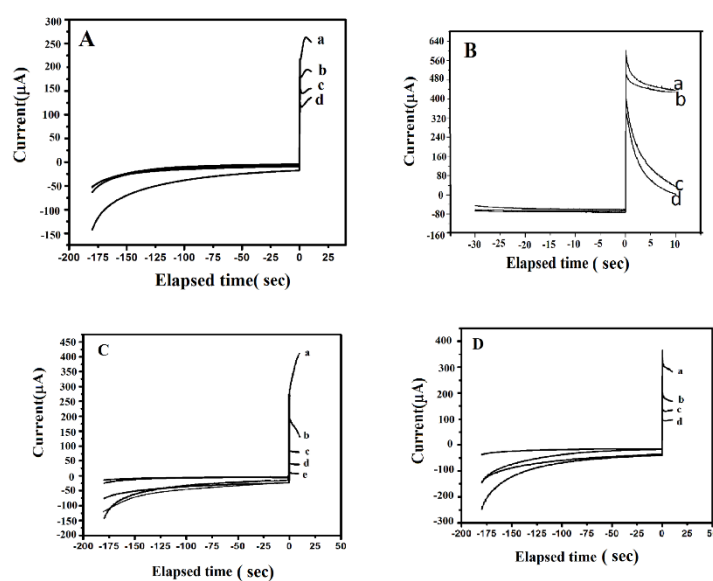 A
300
250
200
150
100
50
0
-50
-100
-150
a
b
c
d
-200 -175 -150 -125 -100 -75 -50 -25 0 25
Current(μA)
Elapsed time( sec)
B
640
560
480
400
320
240
160
80
0
-80
-160
a
b
c
d
-30 -25 -20 -15 -10 -5 0 5 10 15
Current(μA)
Elapsed time ( sec)
C
450
400
350
300
250
200
150
100
50
0
-50
-100
-150
-200
a
b
c
d
e
-200 -175 -150 -125 -100 -75 -50 -25 0 25 50
Current(μA)
Elapsed time ( sec)
D
400
300
200
100
0
-100
-200
-300
a
b
c
d
-200 -175 -150 -125 -100 -75 -50 -25 0 25 5
Current(μA)
Elapsed time ( sec)